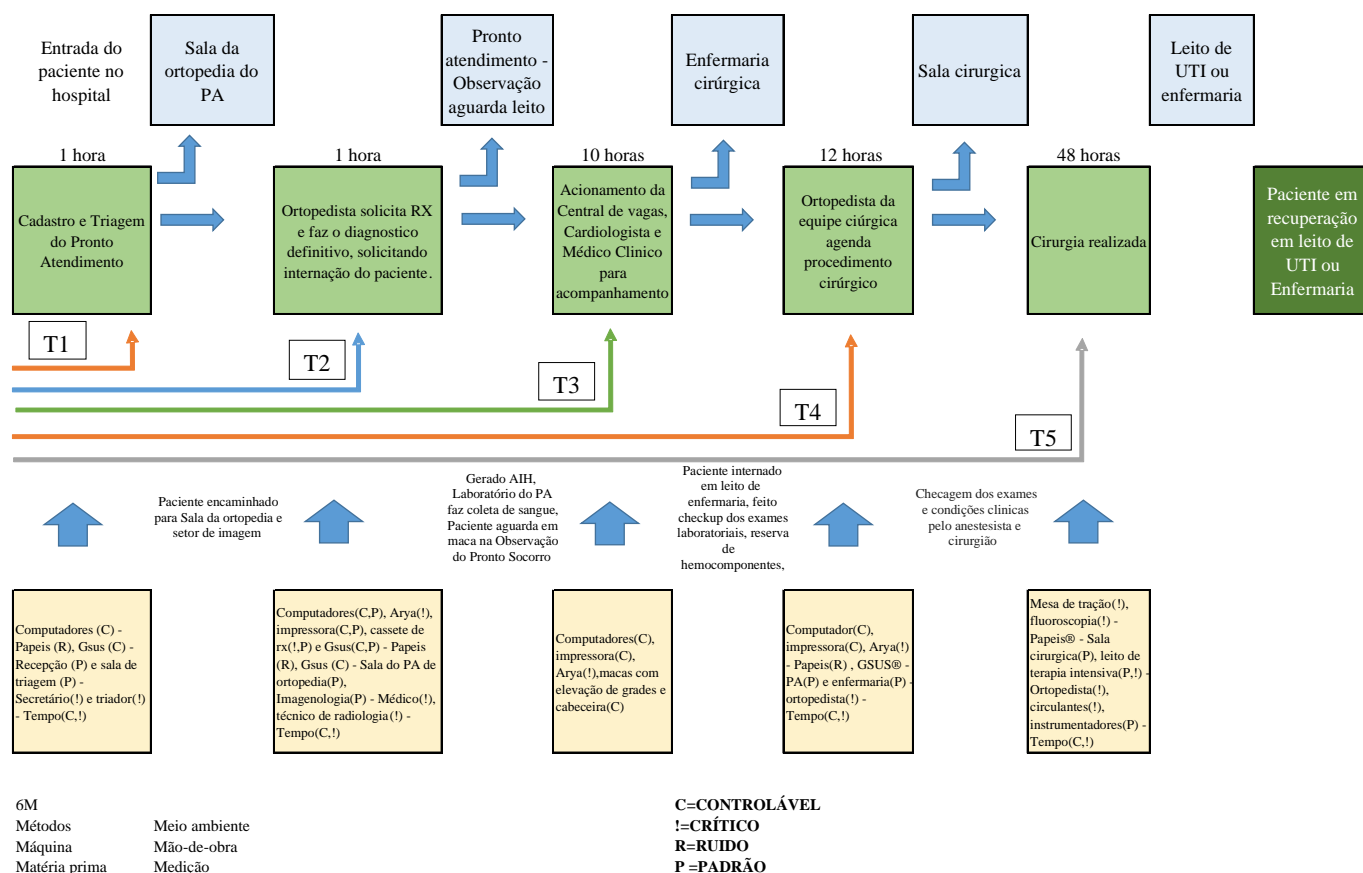 Entrada do
paciente no
hospital
Sala da
ortopedia do
PA
Pronto
atendimento -
Observação
aguarda leito
Enfermaria
cirúrgica
Sala cirurgica
Leito de
UTI ou
enfermaria
1 hora
1 hora
10 horas
12 horas
48 horas
Cadastro e Triagem
do Pronto
Atendimento
Ortopedista solicita RX
e faz o diagnostico
definitivo, solicitando
internação do paciente.
Acionamento da
Central de vagas,
Cardiologista e
Médico Clinico
para
acompanhamento
Ortopedista da
equipe ciúrgica
agenda
procedimento
cirúrgico
Cirurgia realizada
Paciente em
recuperação
em leito de
UTI ou
Enfermaria
T1
T2
T3
T4
T5
Paciente encaminhado
para Sala da ortopedia e
setor de imagem
Gerado AIH,
Laboratório do PA
faz coleta de sangue,
Paciente aguarda em
maca na Observação
do Pronto Socorro
Paciente internado
em leito de
enfermaria, feito
checkup dos exames
laboratoriais, reserva
de
hemocomponentes,
Checagem dos exames
e condições clinicas
pelo anestesista e
cirurgião
Computadores (C) -
Papeis (R), Gsus (C) -
Recepção (P) e sala de
triagem (P) -
Secretário(!) e triador(!)
- Tempo(C,!)
Computadores(C,P), Arya(!),
impressora(C,P), cassete de
rx(!,P) e Gsus(C,P) - Papeis
(R), Gsus (C) - Sala do PA de
ortopedia(P),
Imagenologia(P) - Médico(!),
técnico de radiologia(!) -
Tempo(C,!)
Computadores(C),
impressora(C),
Arya(!),macas com
elevação de grades e
cabeceira(C)
Computador(C),
impressora(C), Arya(!)
- Papeis(R) , GSUS® -
PA(P) e enfermaria(P) -
ortopedista(!) -
Tempo(C,!)
Mesa de tração(!),
fluoroscopia(!) -
Papeis® - Sala
cirurgica(P), leito de
terapia intensiva(P,!) -
Ortopedista(!),
circulantes(!),
instrumentadores(P) -
Tempo(C,!)
6M
Métodos
Meio ambiente
Máquina
Mão-de-obra
Matéria prima
Medição
C=CONTROLÁVEL
!=CRÍTICO
R=RUIDO
P =PADRÃO